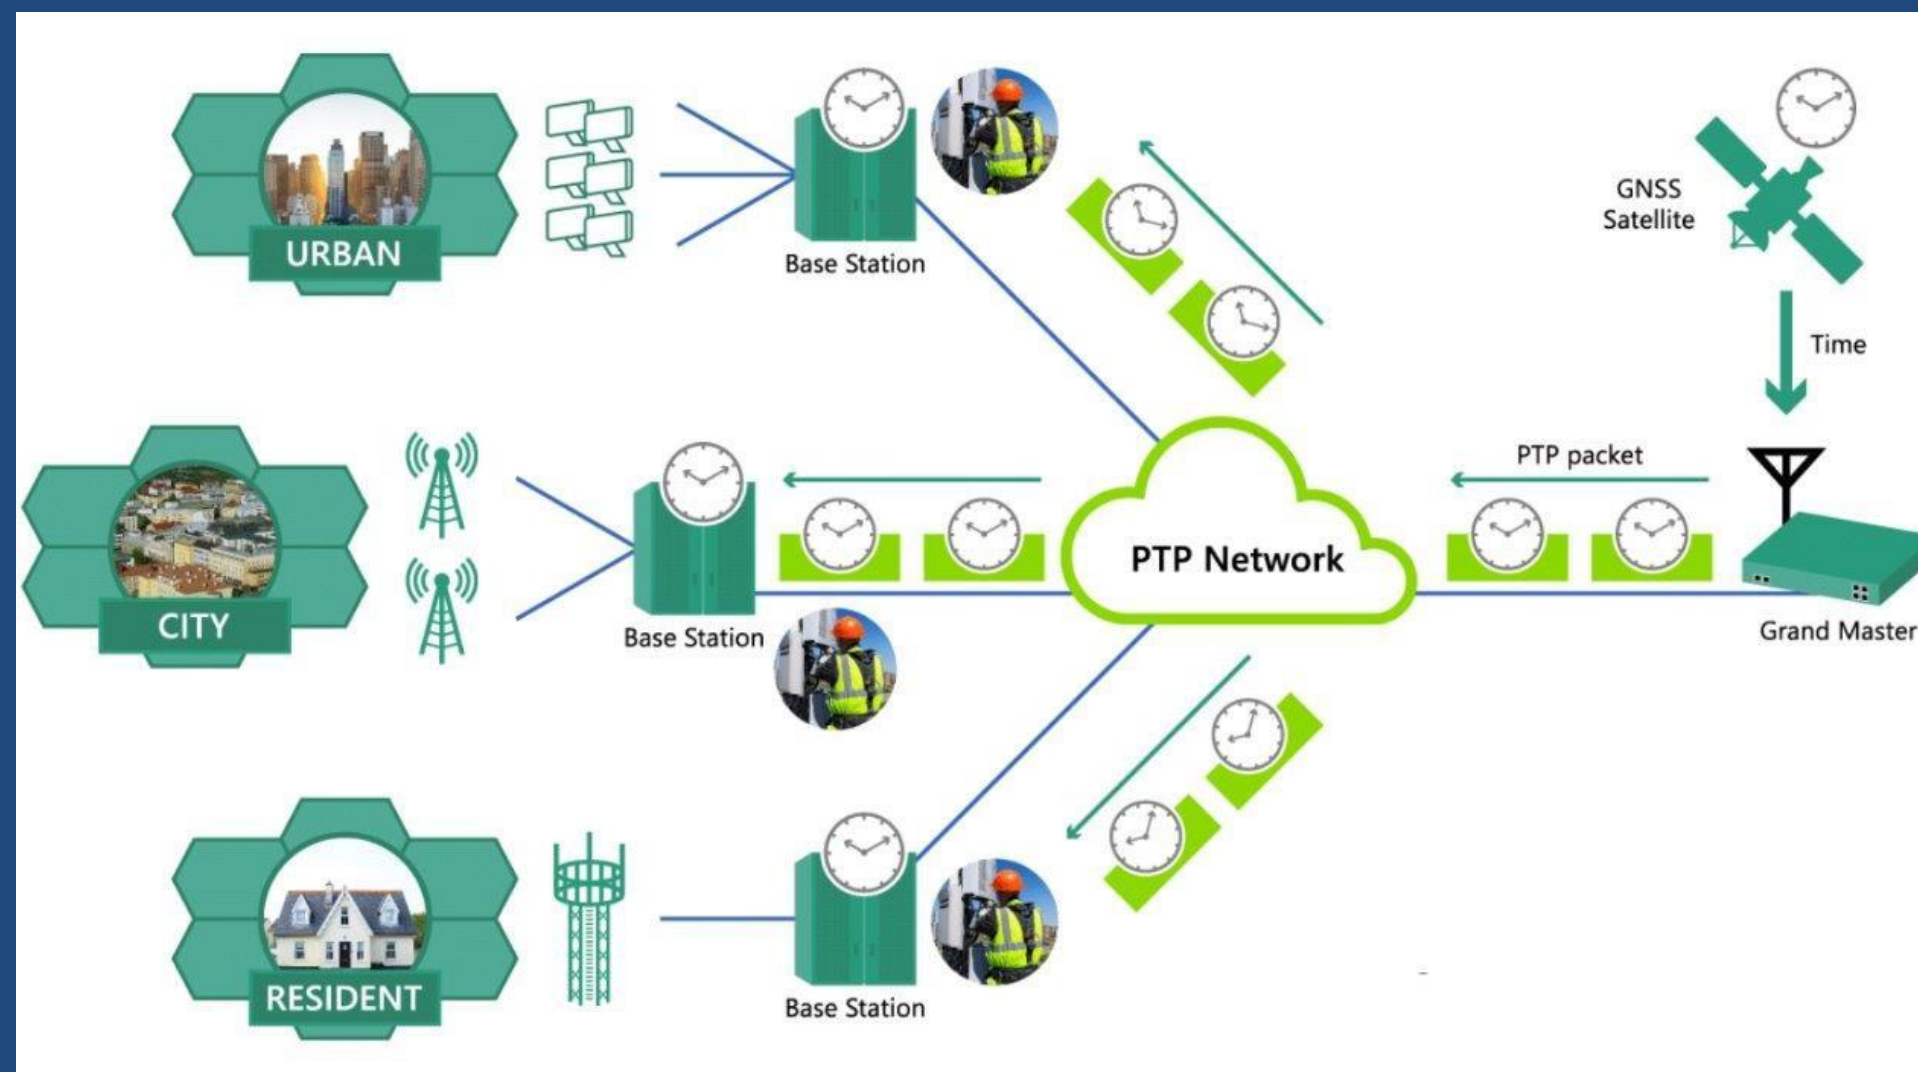 URBAN
Base Station
GNSS
Satellite
Time
PTP packet
CITY
Base Station
PTP Network
Grand Master
RESIDENT
Base Station